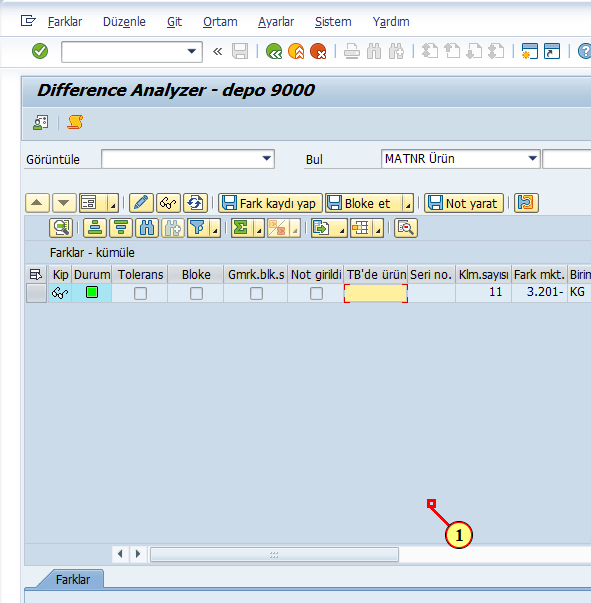 Farklar Düzenle Git Ortam Ayarlar Sistem Yardım
Difference Analyzer - depo 9000
Görüntüle Bul MATNR Ürün
Fark kaydı yap Bloke et Not yarat
Farklar - kümüle
Kip Durum Tolerans Bloke Gmrk.blk.s Not girildi TB'de ürün Seri no. Klm.sayısı Fark mkt. Birin
11 3.201- KG
1
Farklar